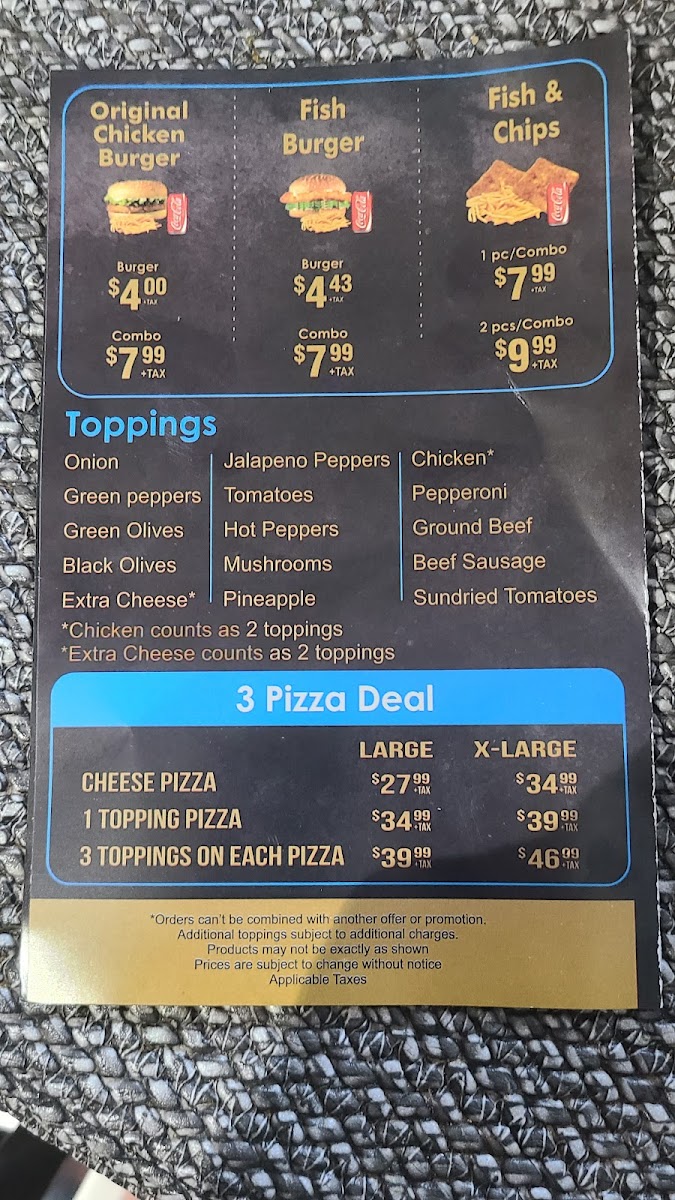 Original
Chicken
Burger
Coca-Cola
Burger
$4.00
+TAX
Combo
$7.99
+TAX
Fish
Burger
Coca-Cola
Burger
$4.43
+TAX
Combo
$7.99
+TAX
Fish &
Chips
Coca-Cola
1 pc/Combo
$7.99
+TAX
2 pcs/Combo
$9.99
+TAX
Toppings
Onion
Green peppers
Green Olives
Black Olives
Extra Cheese*
Jalapeno Peppers
Tomatoes
Hot Peppers
Mushrooms
Pineapple
Chicken*
Pepperoni
Ground Beef
Beef Sausage
Sundried Tomatoes
*Chicken counts as 2 toppings
*Extra Cheese counts as 2 toppings
3 Pizza Deal
LARGE X-LARGE
CHEESE PIZZA $27.99 +TAX $34.99 +TAX
1 TOPPING PIZZA $34.99 +TAX $39.99 +TAX
3 TOPPINGS ON EACH PIZZA $39.99 +TAX $46.99 +TAX
*Orders can't be combined with another offer or promotion.
Additional toppings subject to additional charges.
Products may not be exactly as shown
Prices are subject to change without notice
Applicable Taxes